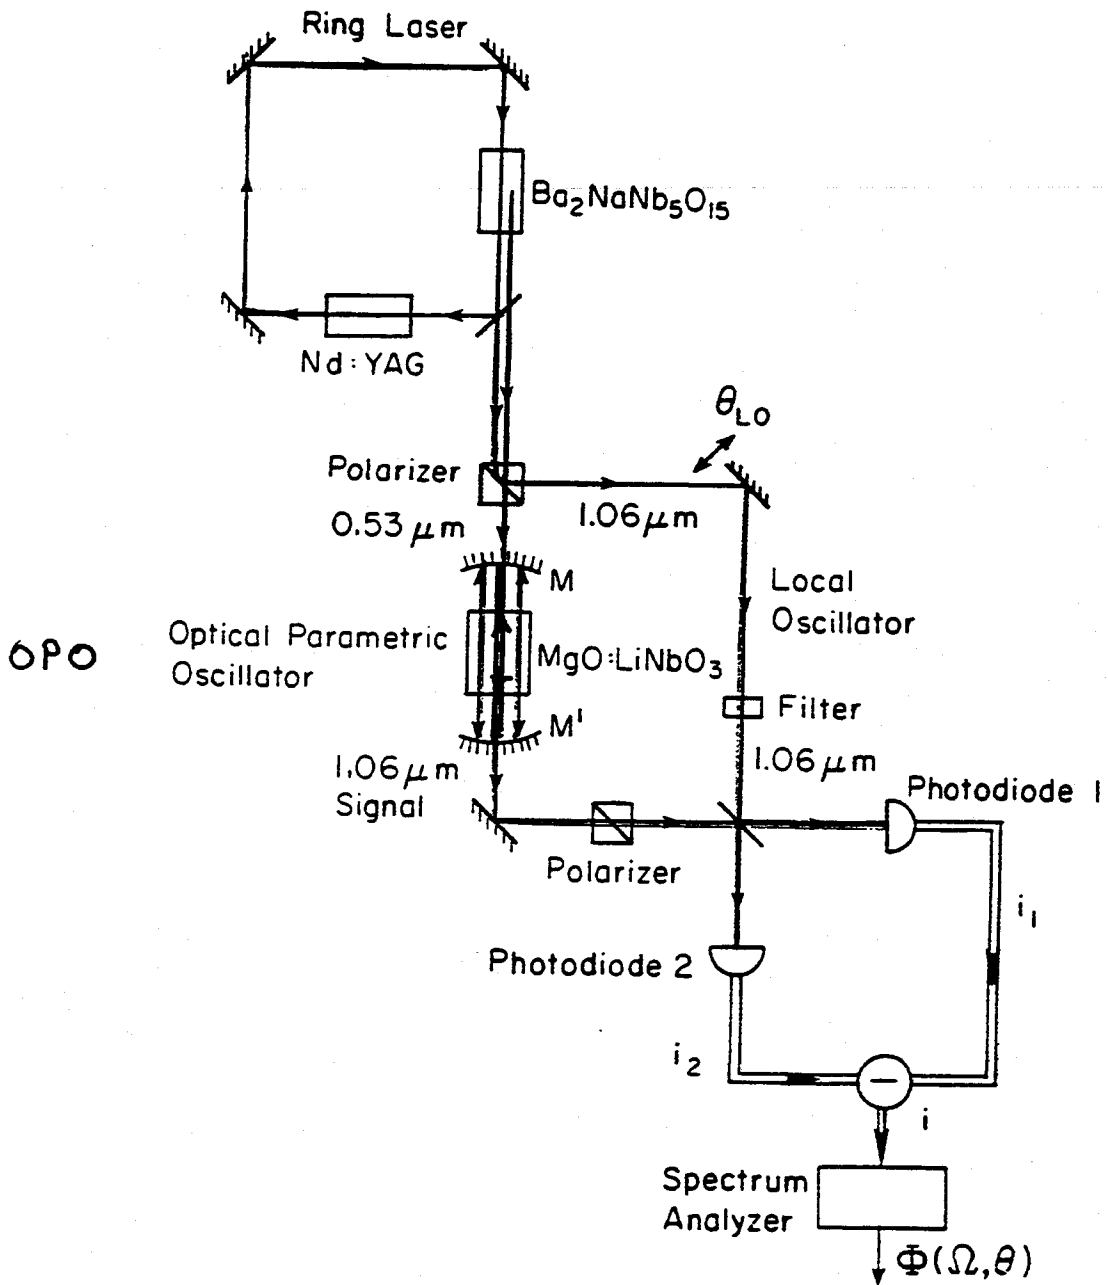 Ring Laser
Ba₂NaNb₅O₁₅
Nd:YAG
θLO
Polarizer
0.53 μm
1.06 μm
M
Local
Oscillator
OPO
Optical Parametric
Oscillator
MgO:LiNbO₃
M'
Filter
1.06 μm
Signal
1.06 μm
Photodiode 1
Polarizer
i₁
Photodiode 2
i₂
−
i
Spectrum
Analyzer
Φ(Ω,θ)